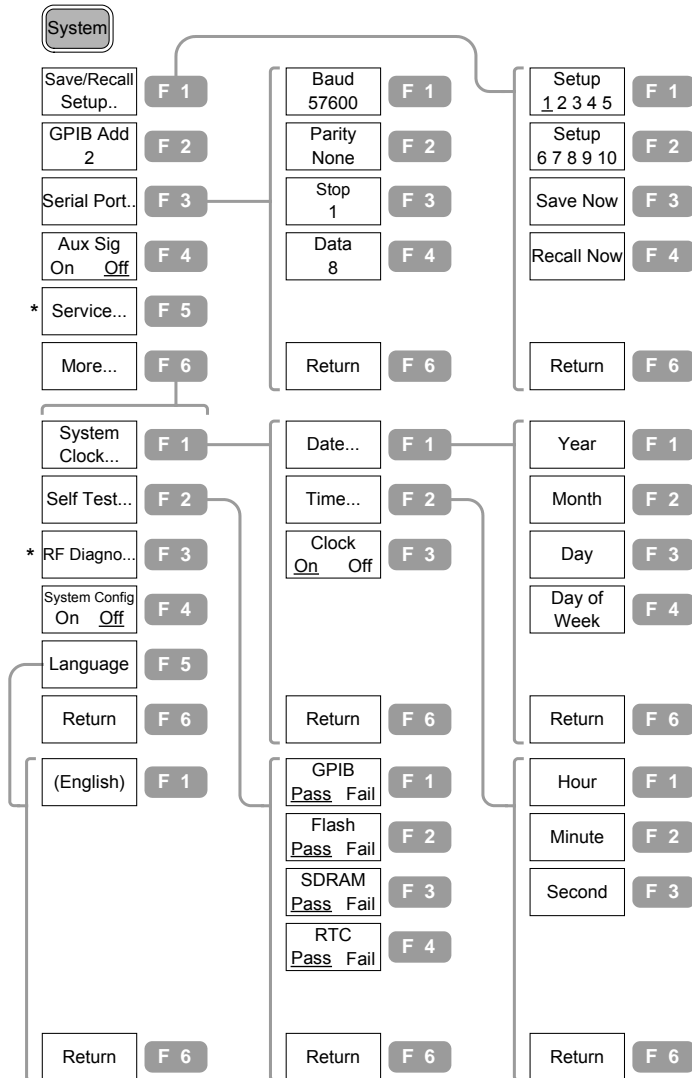 System
Save/Recall
Setup..
F 1
GPIB Add
2
F 2
Serial Port..
F 3
Aux Sig
On Off
F 4
* Service...
F 5
More...
F 6
Baud
57600
F 1
Parity
None
F 2
Stop
1
F 3
Data
8
F 4
Return
F 6
Setup
1 2 3 4 5
F 1
Setup
6 7 8 9 10
F 2
Save Now
F 3
Recall Now
F 4
Return
F 6
System
Clock...
F 1
Self Test...
F 2
* RF Diagno...
F 3
System Config
On Off
F 4
Language
F 5
Return
F 6
Date...
F 1
Time...
F 2
Clock
On Off
F 3
Return
F 6
Year
F 1
Month
F 2
Day
F 3
Day of
Week
F 4
Return
F 6
(English)
F 1
Return
F 6
GPIB
Pass Fail
F 1
Flash
Pass Fail
F 2
SDRAM
Pass Fail
F 3
RTC
Pass Fail
F 4
Return
F 6
Hour
F 1
Minute
F 2
Second
F 3
Return
F 6